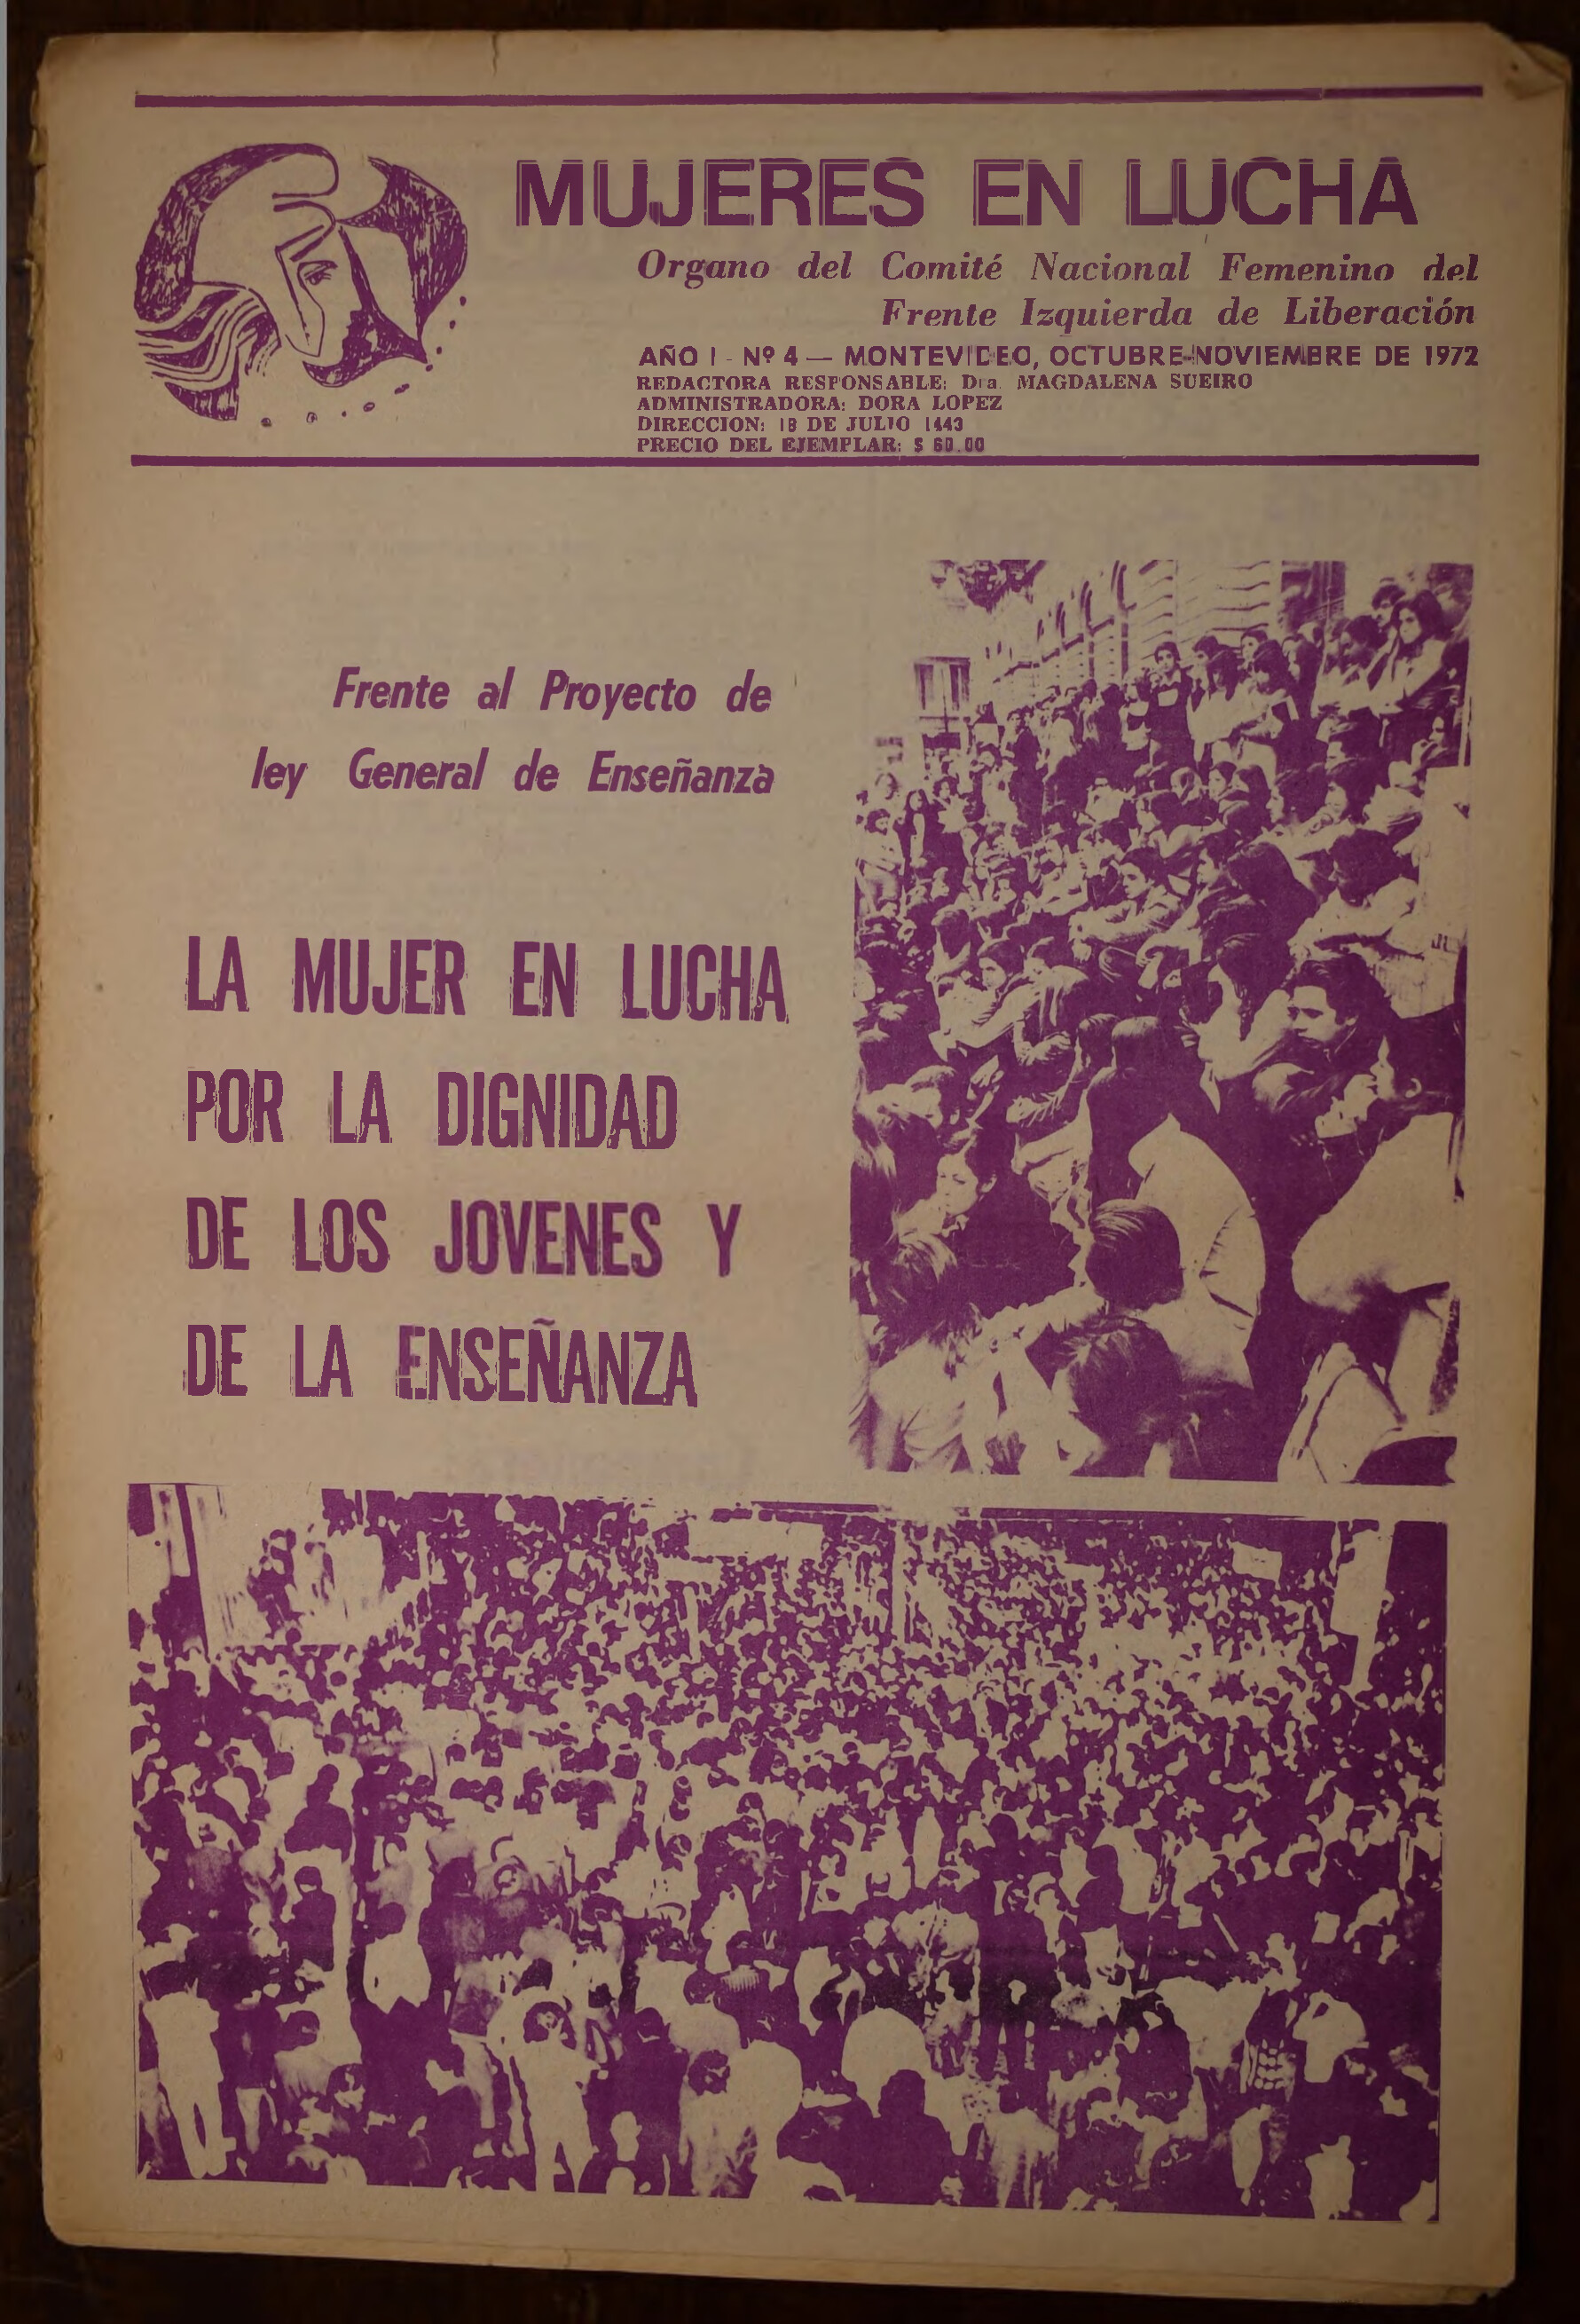 MUJERES EN LUCHA
Organo del Comité Nacional Femenino del
Frente Izquierda de Liberación
AÑO I - Nº 4 — MONTEVIDEO, OCTUBRE-NOVIEMBRE DE 1972
REDACTORA RESPONSABLE: Dra. MAGDALENA SUEIRO
ADMINISTRADORA: DORA LOPEZ
DIRECCION: 18 DE JULIO 1443
PRECIO DEL EJEMPLAR: $ 60.00
Frente al Proyecto de
ley General de Enseñanza
LA MUJER EN LUCHA
POR LA DIGNIDAD
DE LOS JOVENES Y
DE LA ENSEÑANZA